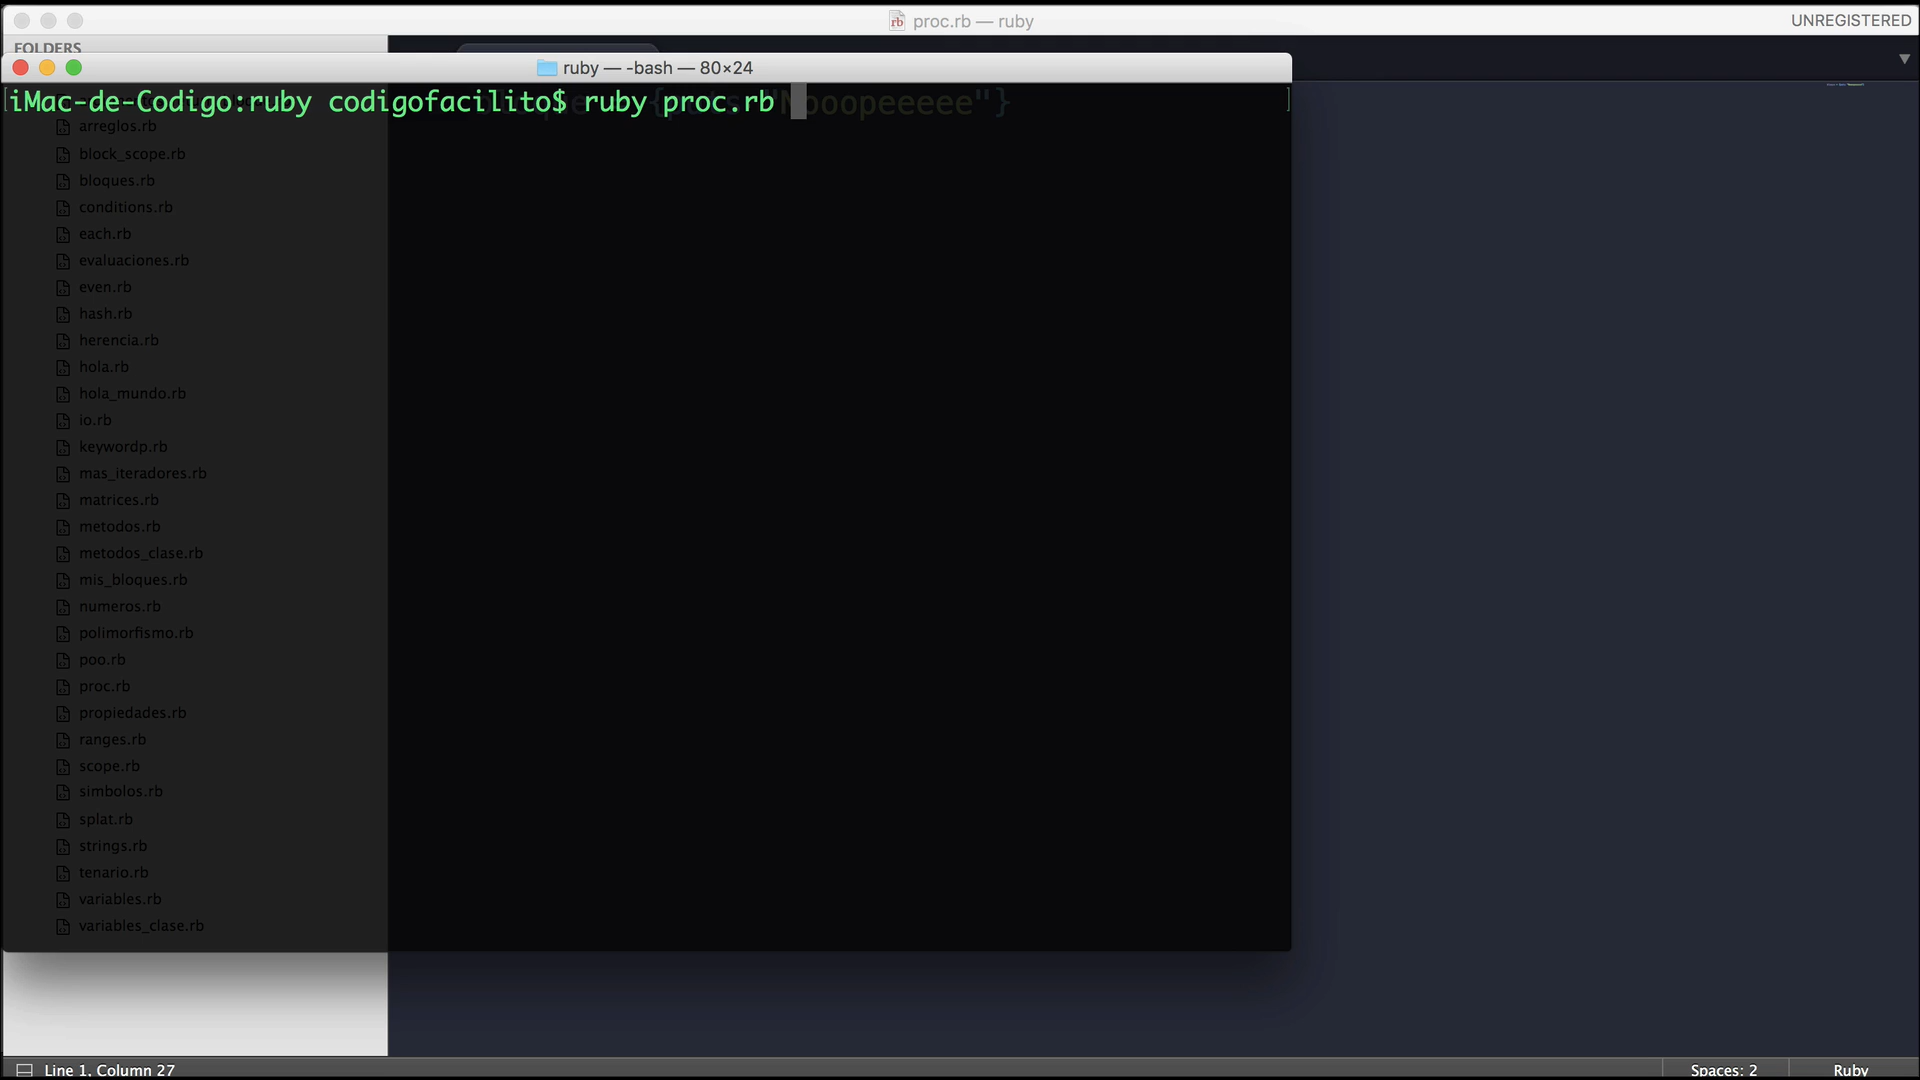 proc.rb — ruby
UNREGISTERED
FOLDERS
ruby — -bash — 80×24
iMac-de-Codigo:ruby codigofacilito$ ruby proc.rb
arreglos.rb
block_scope.rb
bloques.rb
conditions.rb
each.rb
evaluaciones.rb
even.rb
hash.rb
herencia.rb
hola.rb
hola_mundo.rb
io.rb
keywordp.rb
mas_iteradores.rb
matrices.rb
metodos.rb
metodos_clase.rb
mis_bloques.rb
numeros.rb
polimorfismo.rb
poo.rb
proc.rb
propiedades.rb
ranges.rb
scope.rb
simbolos.rb
splat.rb
strings.rb
tenario.rb
variables.rb
variables_clase.rb
Line 1, Column 27
Spaces: 2
Ruby